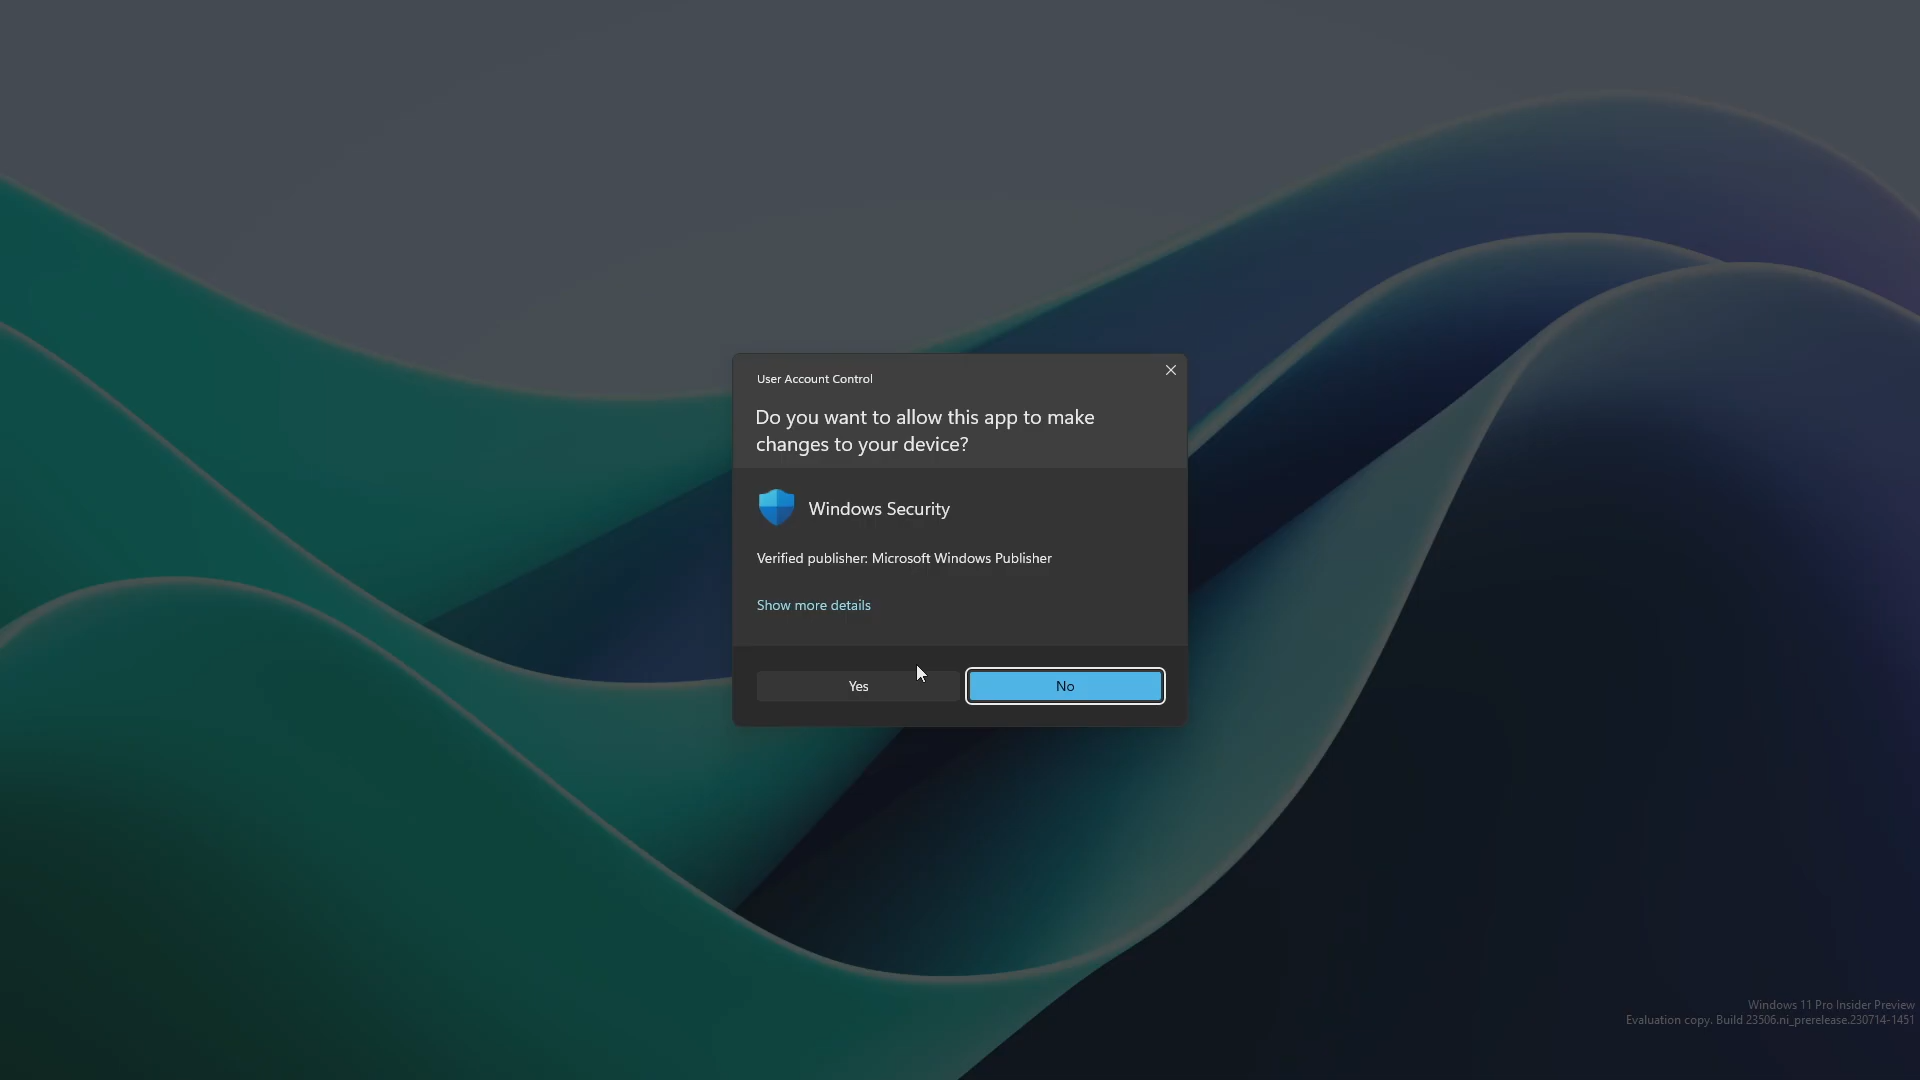 User Account Control
Do you want to allow this app to make
changes to your device?
Windows Security
Verified publisher: Microsoft Windows Publisher
Show more details
Yes
No
Windows 11 Pro Insider Preview
Evaluation copy. Build 23506.ni_prerelease.230714-1451